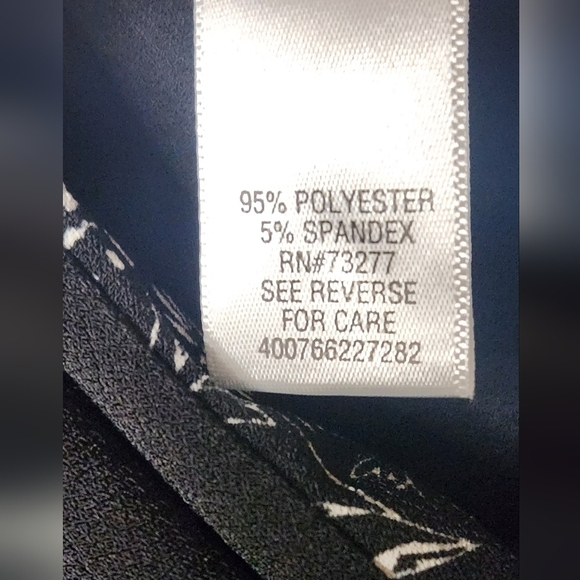 95% POLYESTER
5% SPANDEX
RN#73277
SEE REVERSE
FOR CARE
400766227282